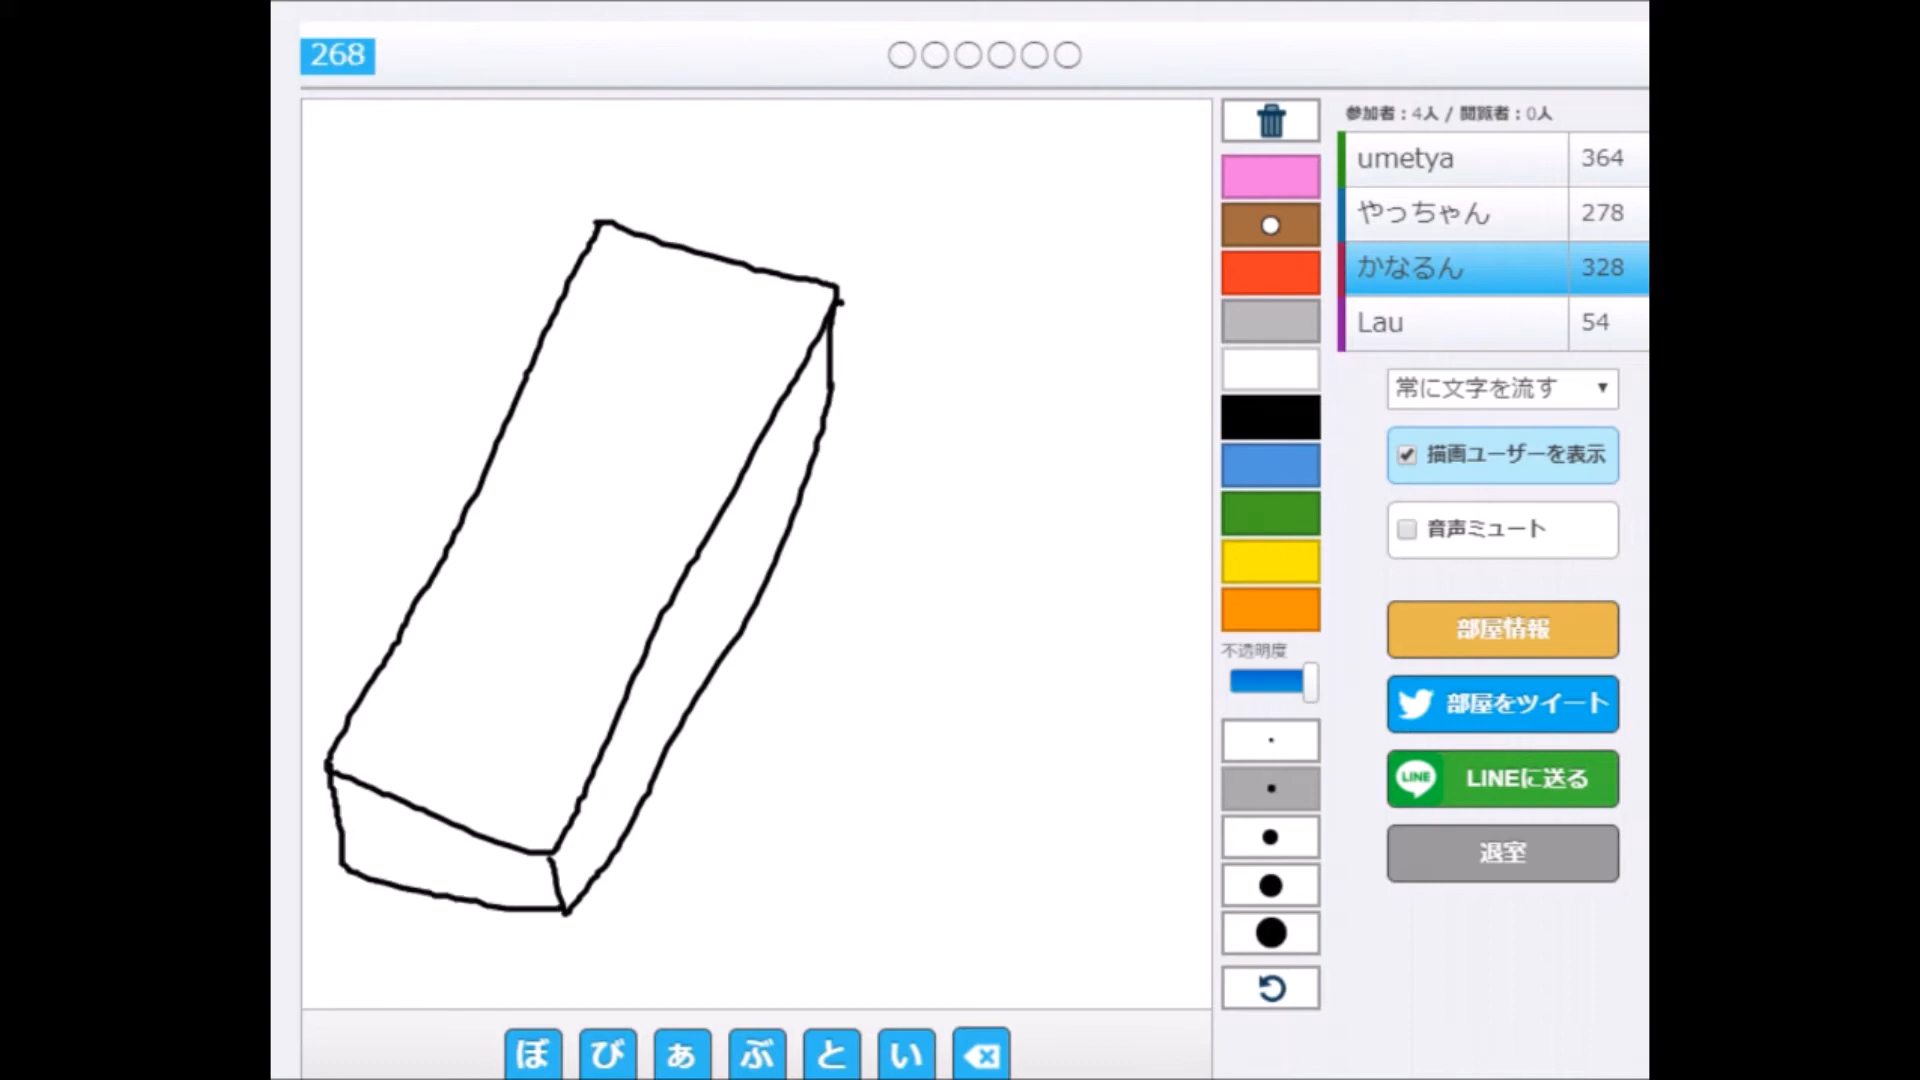 268
○○○○○○
参加者：4人 / 閲覧者：0人
umetya 364
やっちゃん 278
かなるん 328
Lau 54
常に文字を流す
描画ユーザーを表示
音声ミュート
不透明度
部屋情報
部屋をツイート
LINE LINEに送る
退室
ぼ び ぁ ぶ と い